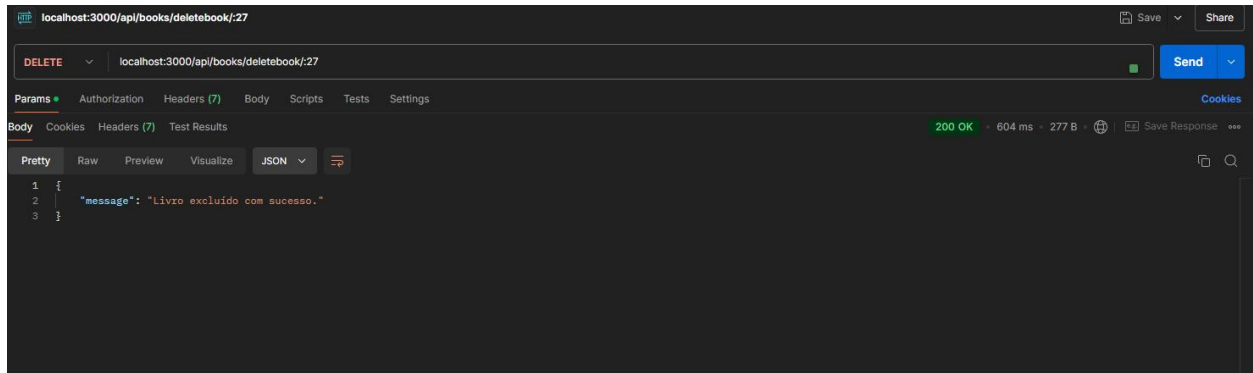 HTTP localhost:3000/api/books/deletebook/:27 Save Share
DELETE localhost:3000/api/books/deletebook/:27 Send
Params Authorization Headers (7) Body Scripts Tests Settings Cookies
Body Cookies Headers (7) Test Results 200 OK 604 ms 277 B e.g. Save Response
Pretty Raw Preview Visualize JSON
1 {
2 "message": "Livro excluído com sucesso."
3 }